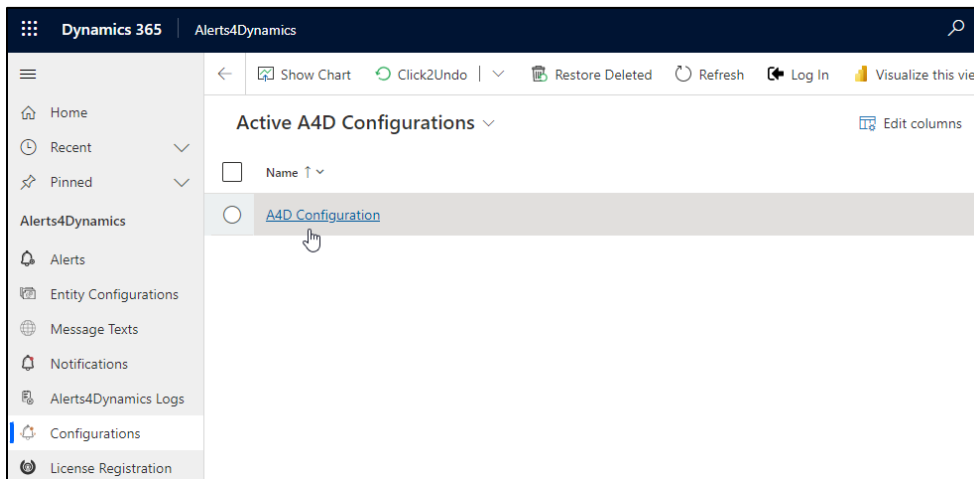 Dynamics 365 Alerts4Dynamics
Show Chart Click2Undo Restore Deleted Refresh Log In Visualize this vie
Home
Recent
Pinned
Alerts4Dynamics
Alerts
Entity Configurations
Message Texts
Notifications
Alerts4Dynamics Logs
Configurations
License Registration
Active A4D Configurations
Edit columns
Name
A4D Configuration